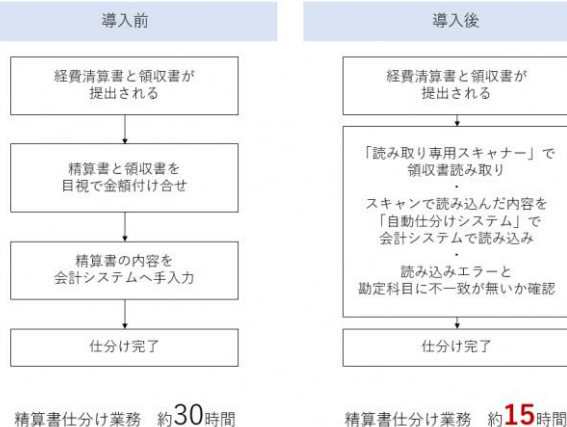 導入前
経費清算書と領収書が
提出される
精算書と領収書を
目視で金額付け合せ
精算書の内容を
会計システムへ手入力
仕分け完了
精算書仕分け業務　約30時間
導入後
経費清算書と領収書が
提出される
「読み取り専用スキャナー」で
領収書読み取り
・
スキャンで読み込んだ内容を
「自動仕分けシステム」で
会計システムで読み込み
・
読み込みエラーと
勘定科目に不一致が無いか確認
仕分け完了
精算書仕分け業務　約15時間